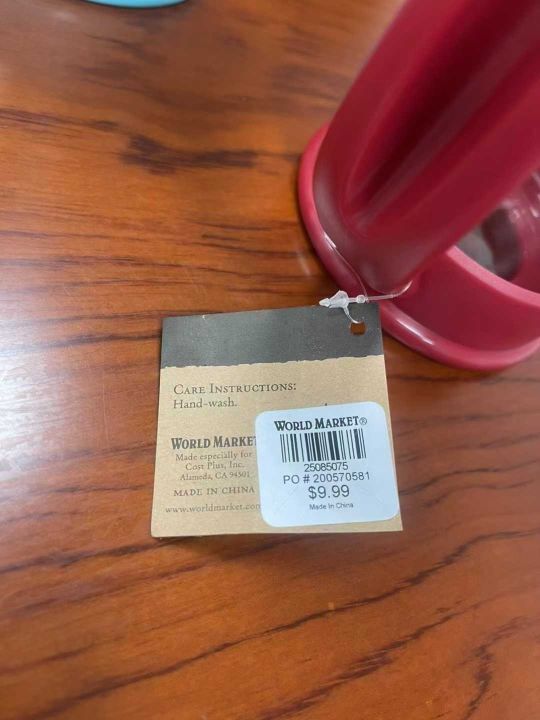 CARE INSTRUCTIONS:
Hand-wash.
WORLD MARKET
Made especially for
Cost Plus, Inc.
Alameda, CA 94501
MADE IN CHINA
www.worldmarket.com
WORLD MARKET®
25085075
PO # 200570581
$9.99
Made In China